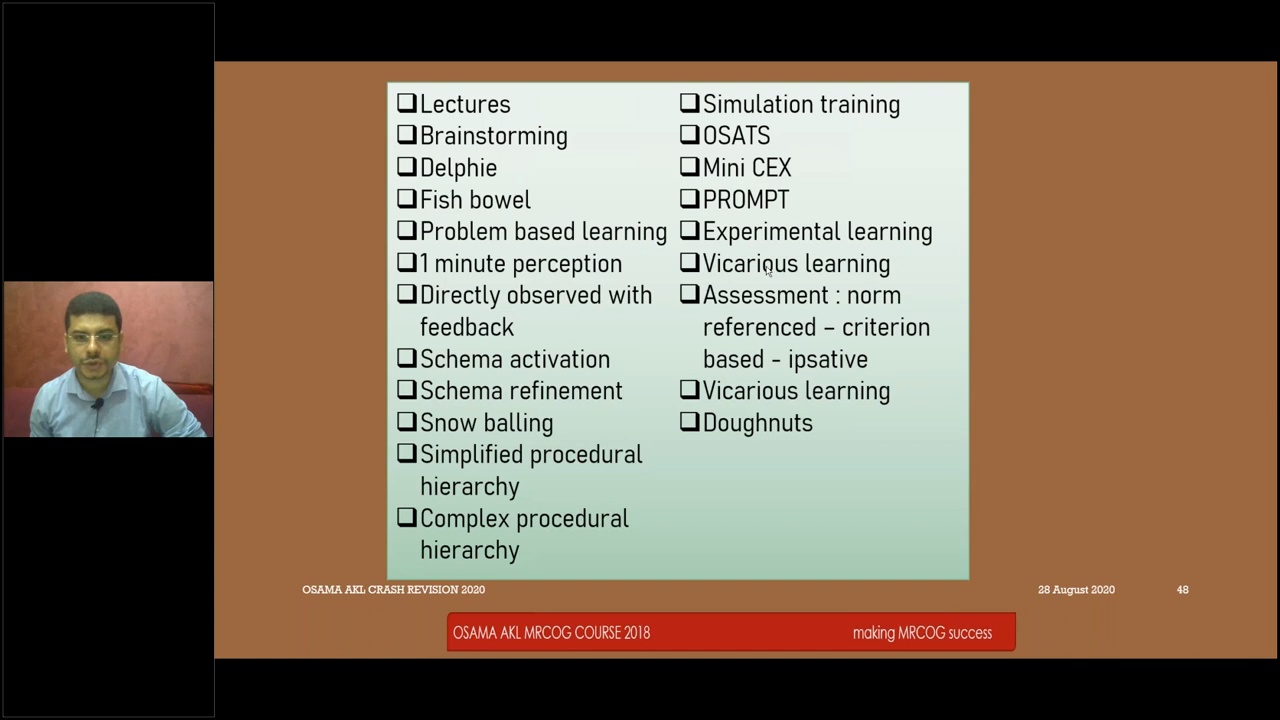 Lectures
Brainstorming
Delphie
Fish bowel
Problem based learning
1 minute perception
Directly observed with
feedback
Schema activation
Schema refinement
Snow balling
Simplified procedural
hierarchy
Complex procedural
hierarchy
Simulation training
OSATS
Mini CEX
PROMPT
Experimental learning
Vicarious learning
Assessment : norm
referenced – criterion
based - ipsative
Vicarious learning
Doughnuts
OSAMA AKL CRASH REVISION 2020
28 August 2020
48
OSAMA AKL MRCOG COURSE 2018
making MRCOG success